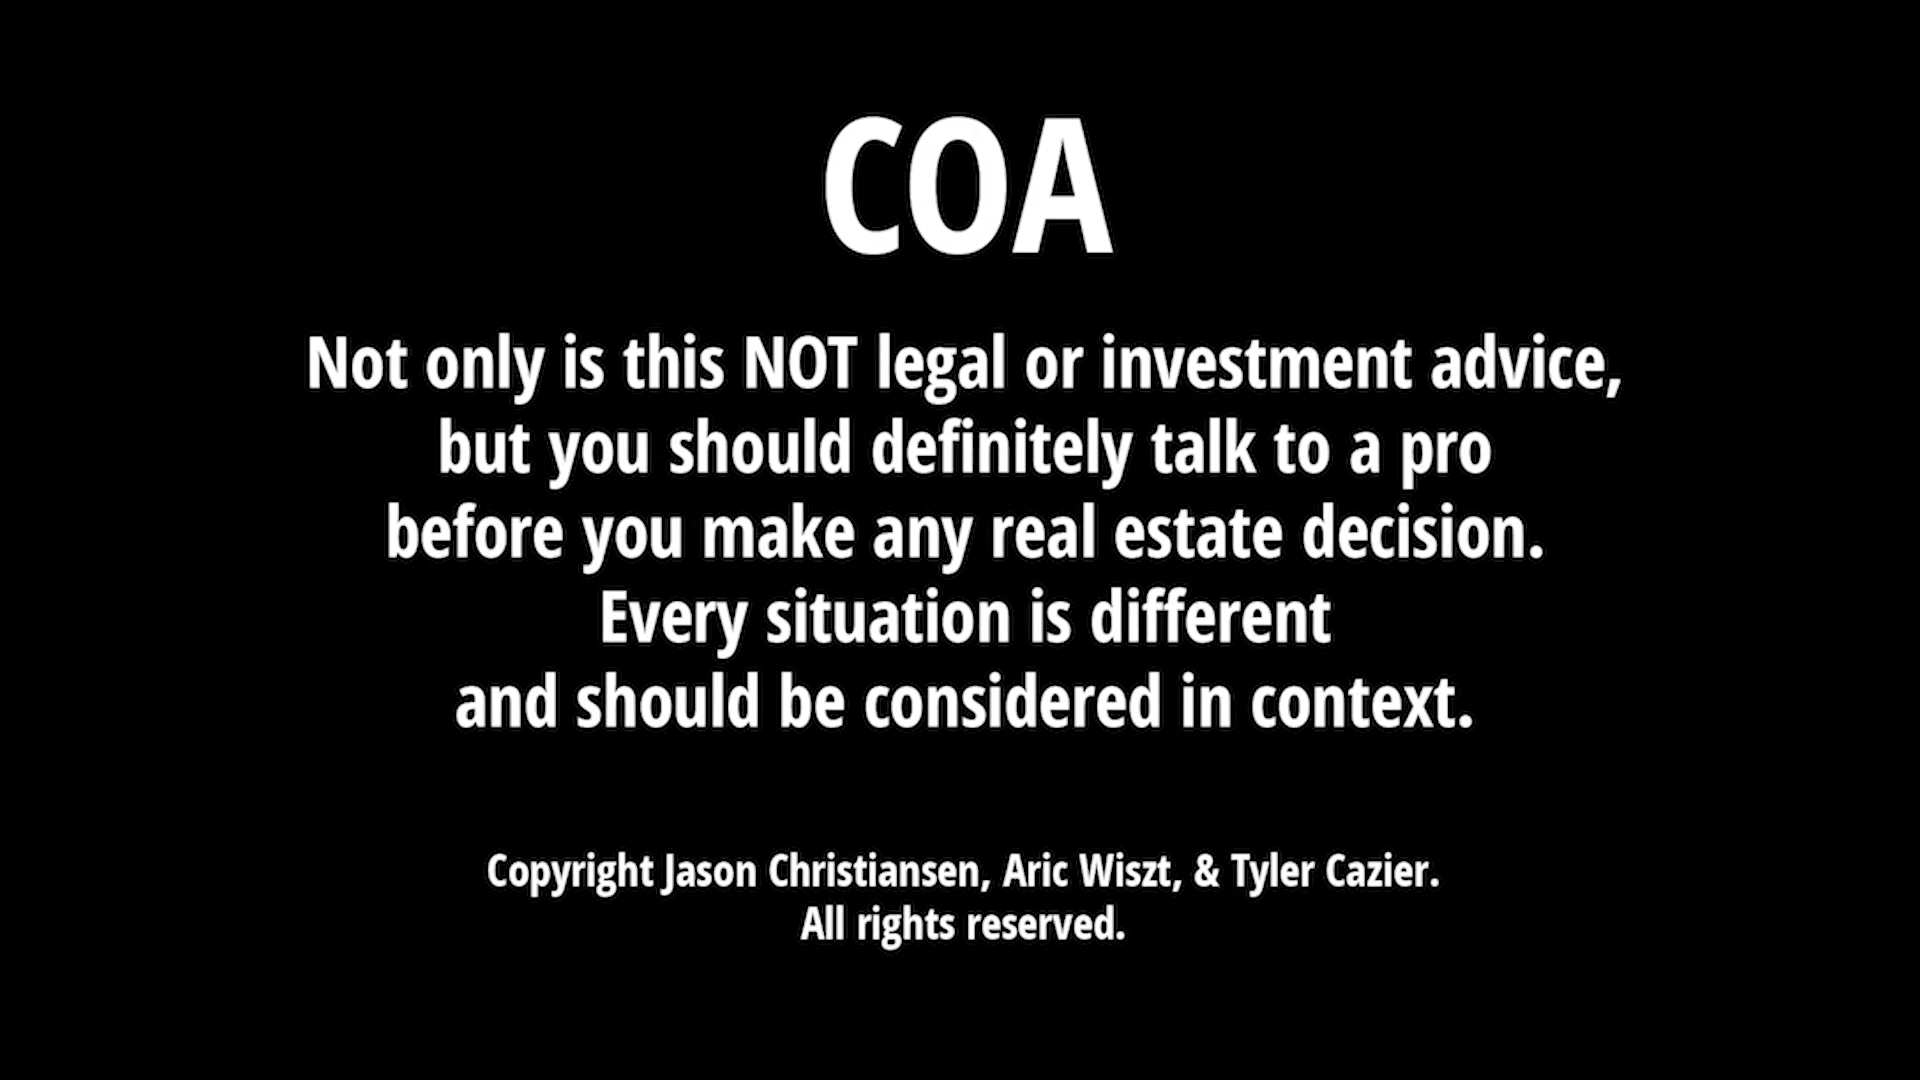 COA
Not only is this NOT legal or investment advice,
but you should definitely talk to a pro
before you make any real estate decision.
Every situation is different
and should be considered in context.
Copyright Jason Christiansen, Aric Wiszt, & Tyler Cazier.
All rights reserved.